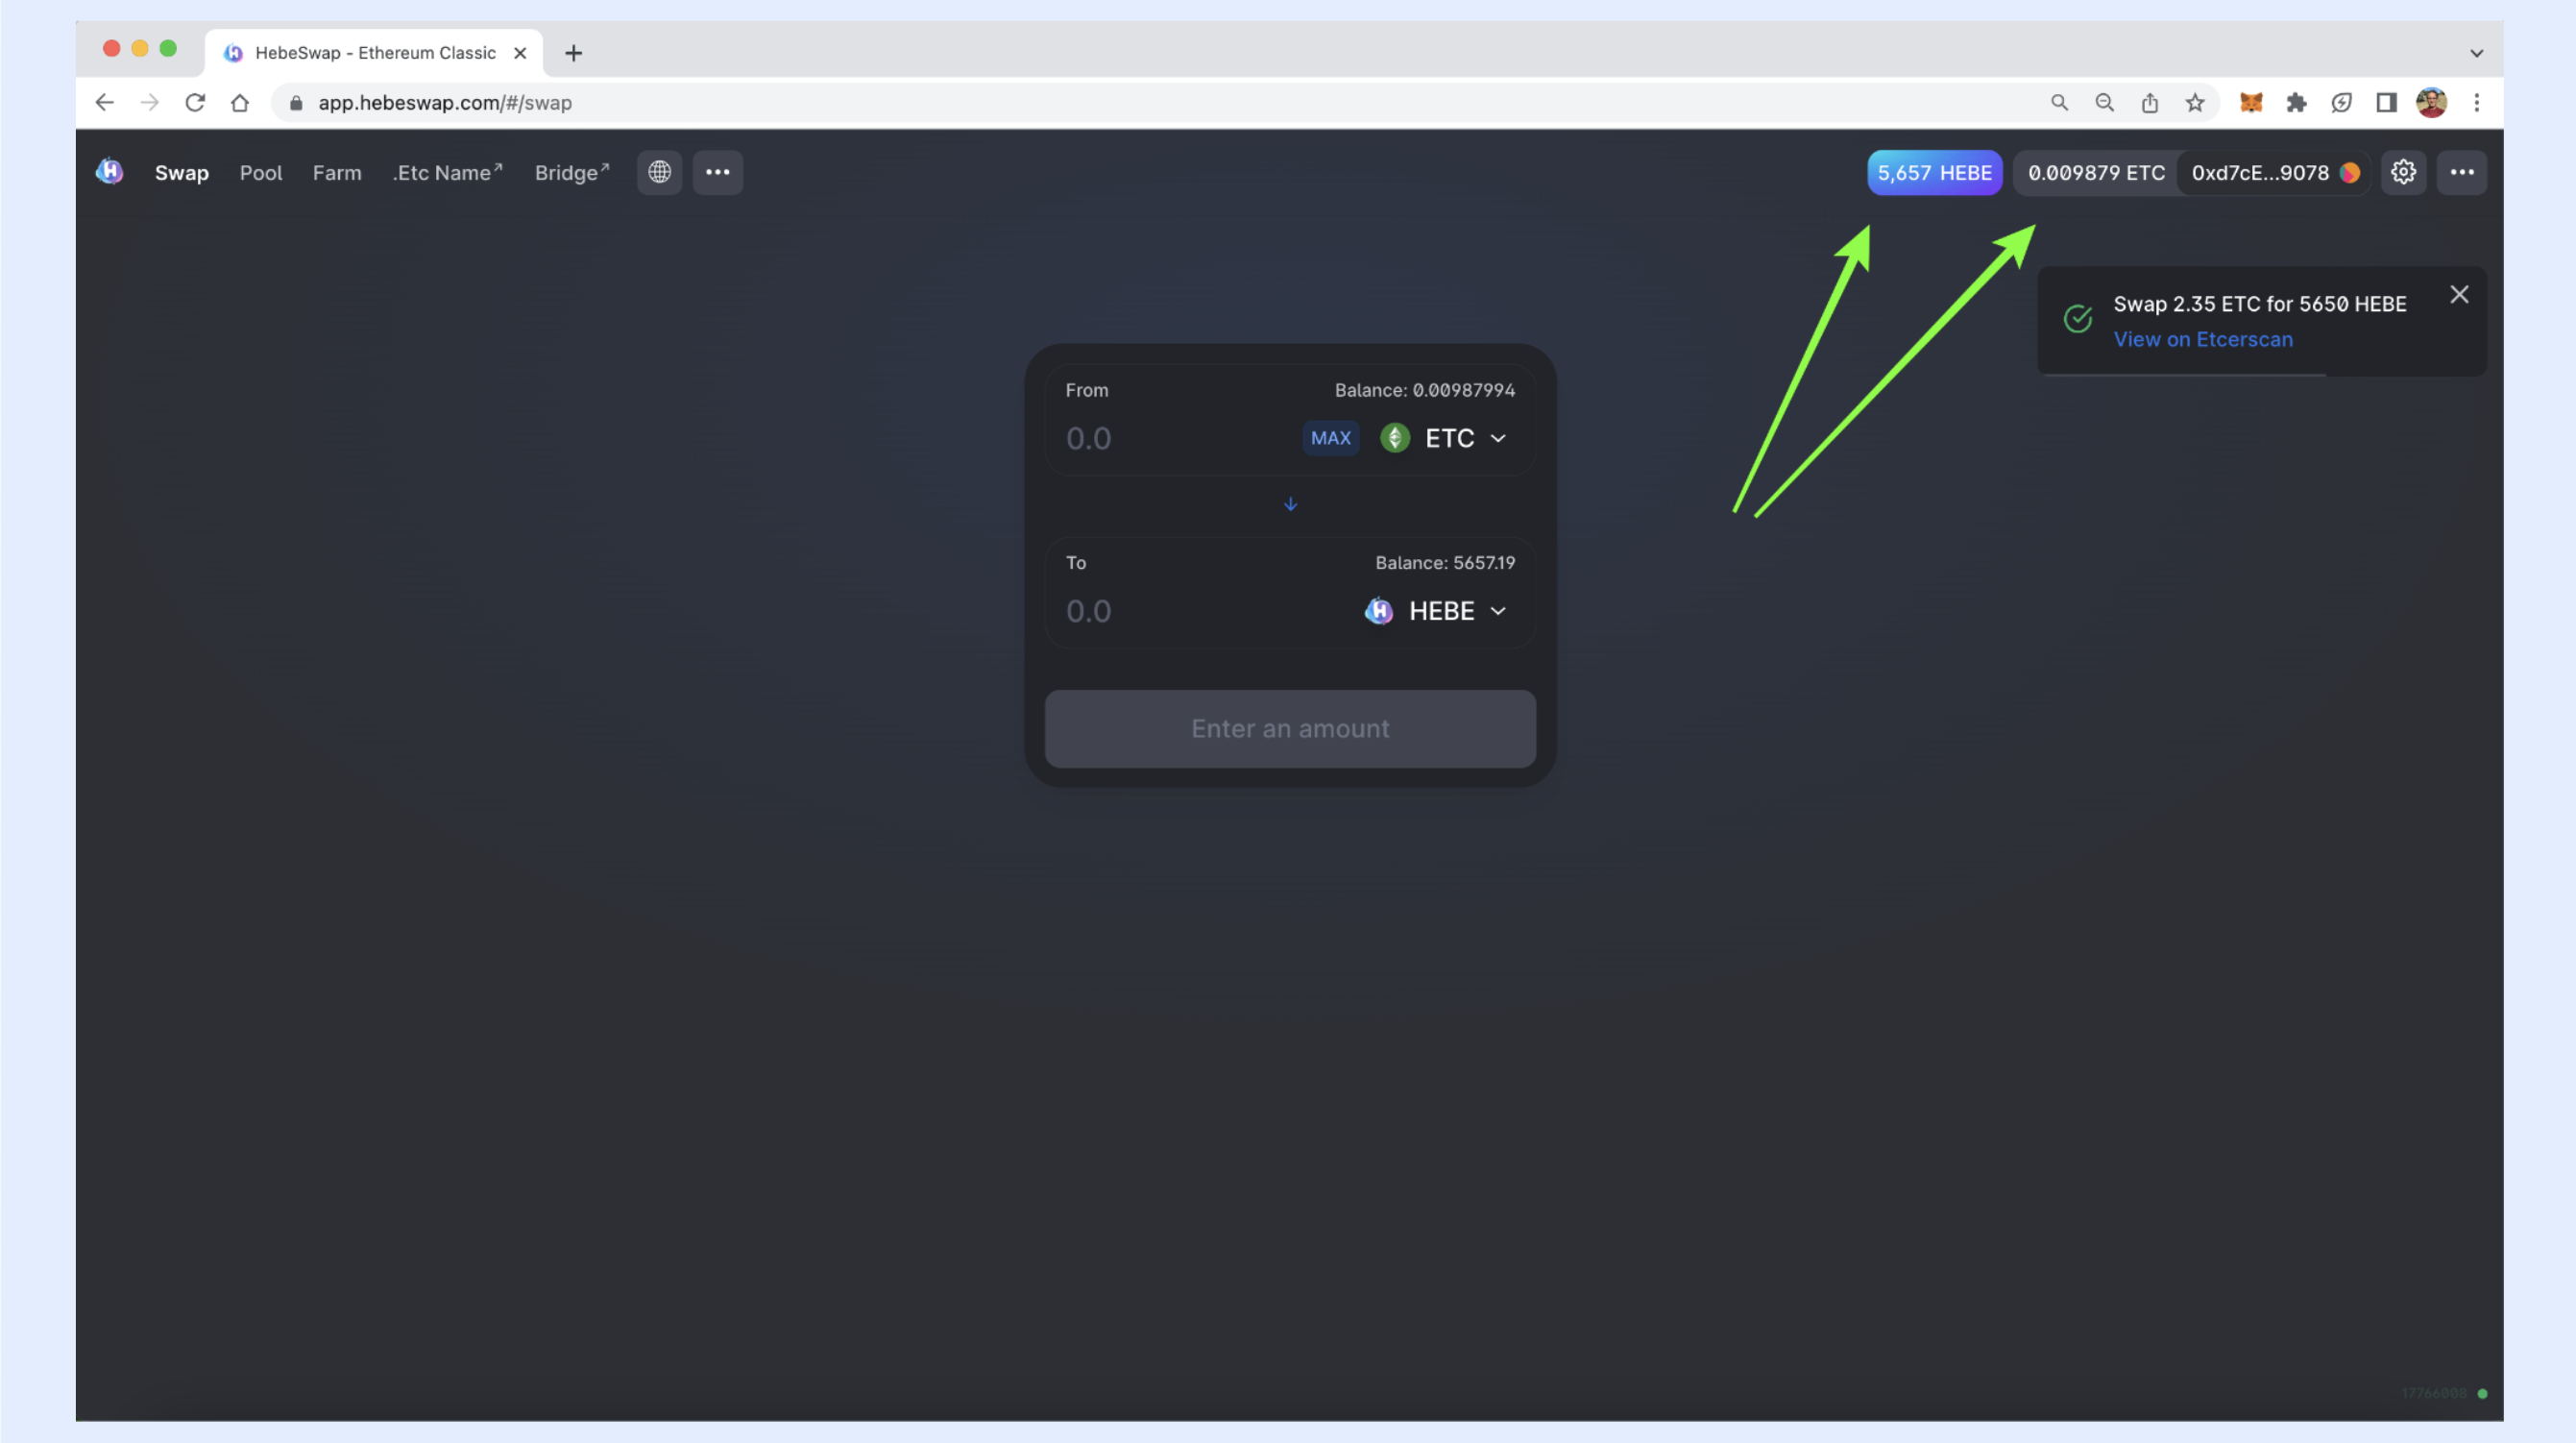 HebeSwap - Ethereum Classic
app.hebeswap.com/#/swap
Swap Pool Farm .Etc Name↗ Bridge↗ 5,657 HEBE 0.009879 ETC 0xd7cE...9078
Swap 2.35 ETC for 5650 HEBE
View on Etcerscan
From Balance: 0.00987994
0.0 MAX ETC
To Balance: 5657.19
0.0 HEBE
Enter an amount
17766008